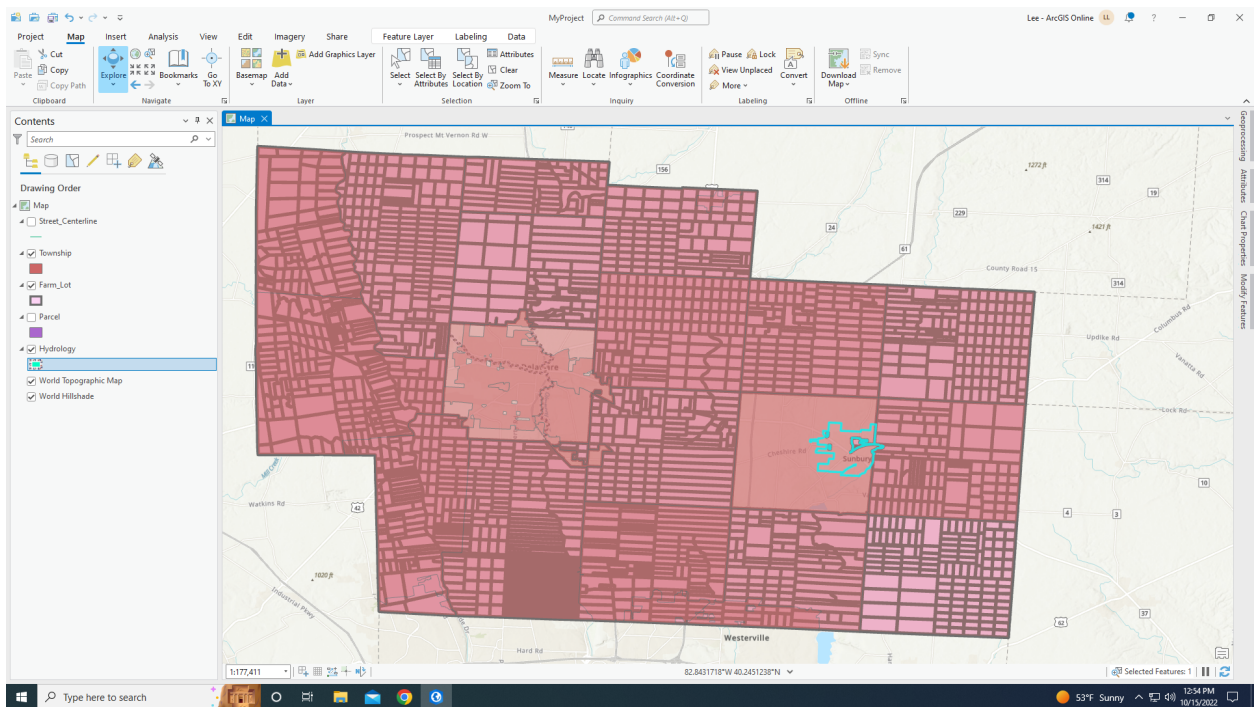 MyProject
Command Search (Alt+Q)
Lee - ArcGIS Online
LL
?
Project Map Insert Analysis View Edit Imagery Share Feature Layer Labeling Data
Paste
Cut
Copy
Copy Path
Clipboard
Explore
Bookmarks
Go To XY
Navigate
Basemap
Add Data
Add Graphics Layer
Layer
Select
Select By Attributes
Select By Location
Attributes
Clear
Zoom To
Selection
Measure
Locate
Infographics
Coordinate Conversion
Inquiry
Pause
Lock
View Unplaced
More
Convert
Labeling
Download Map
Sync
Remove
Offline
Contents
Search
Drawing Order
Map
Street_Centerline
Township
Farm_Lot
Parcel
Hydrology
World Topographic Map
World Hillshade
Map
Prospect Mt Vernon Rd W
156
1272 ft
314
19
229
24
1421 ft
61
County Road 15
314
Columbus Rd
Updike Rd
Vanatta Rd
Lock Rd
Cheshire Rd
Sunbury
Mill Creek
10
Watkins Rd
42
4
3
1020 ft
Industrial Pkwy
37
62
Westerville
Hard Rd
Geoprocessing
Attributes
Chart Properties
Modify Features
1:177,411
82.8431718°W 40.2451238°N
Selected Features: 1
Type here to search
53°F Sunny
12:54 PM
10/15/2022